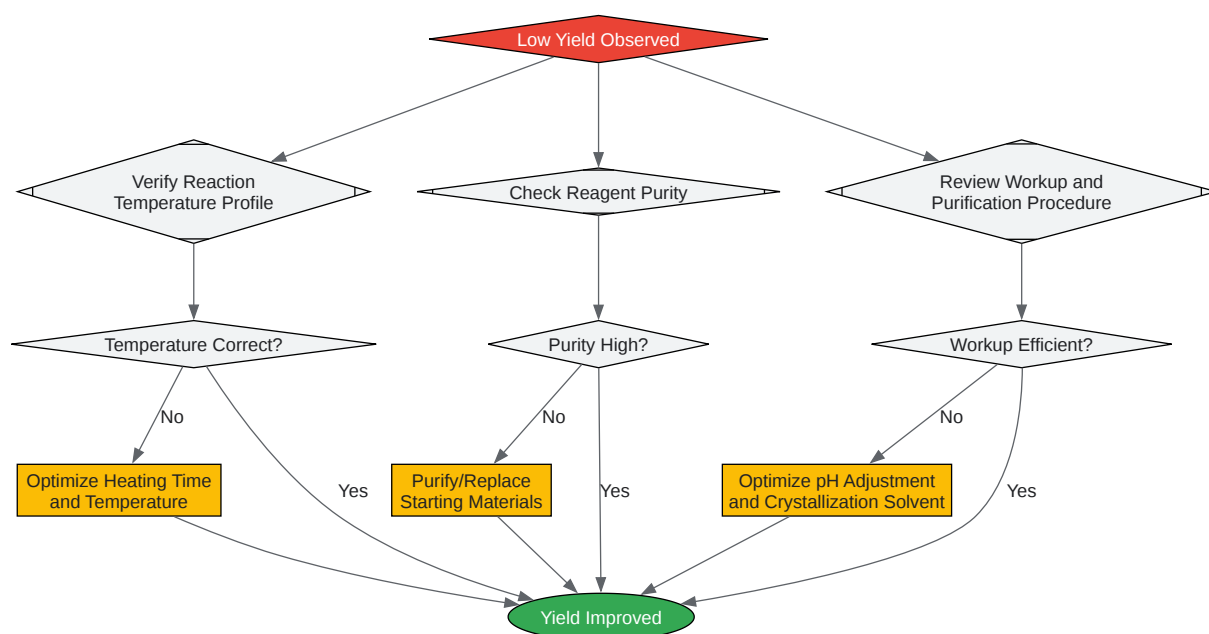 Low Yield Observed
Verify Reaction
Temperature Profile
Check Reagent Purity
Review Workup and
Purification Procedure
Temperature Correct?
Purity High?
Workup Efficient?
No
No
No
Optimize Heating Time
and Temperature
Yes
Purify/Replace
Starting Materials
Yes
Optimize pH Adjustment
and Crystallization Solvent
Yes
Yield Improved